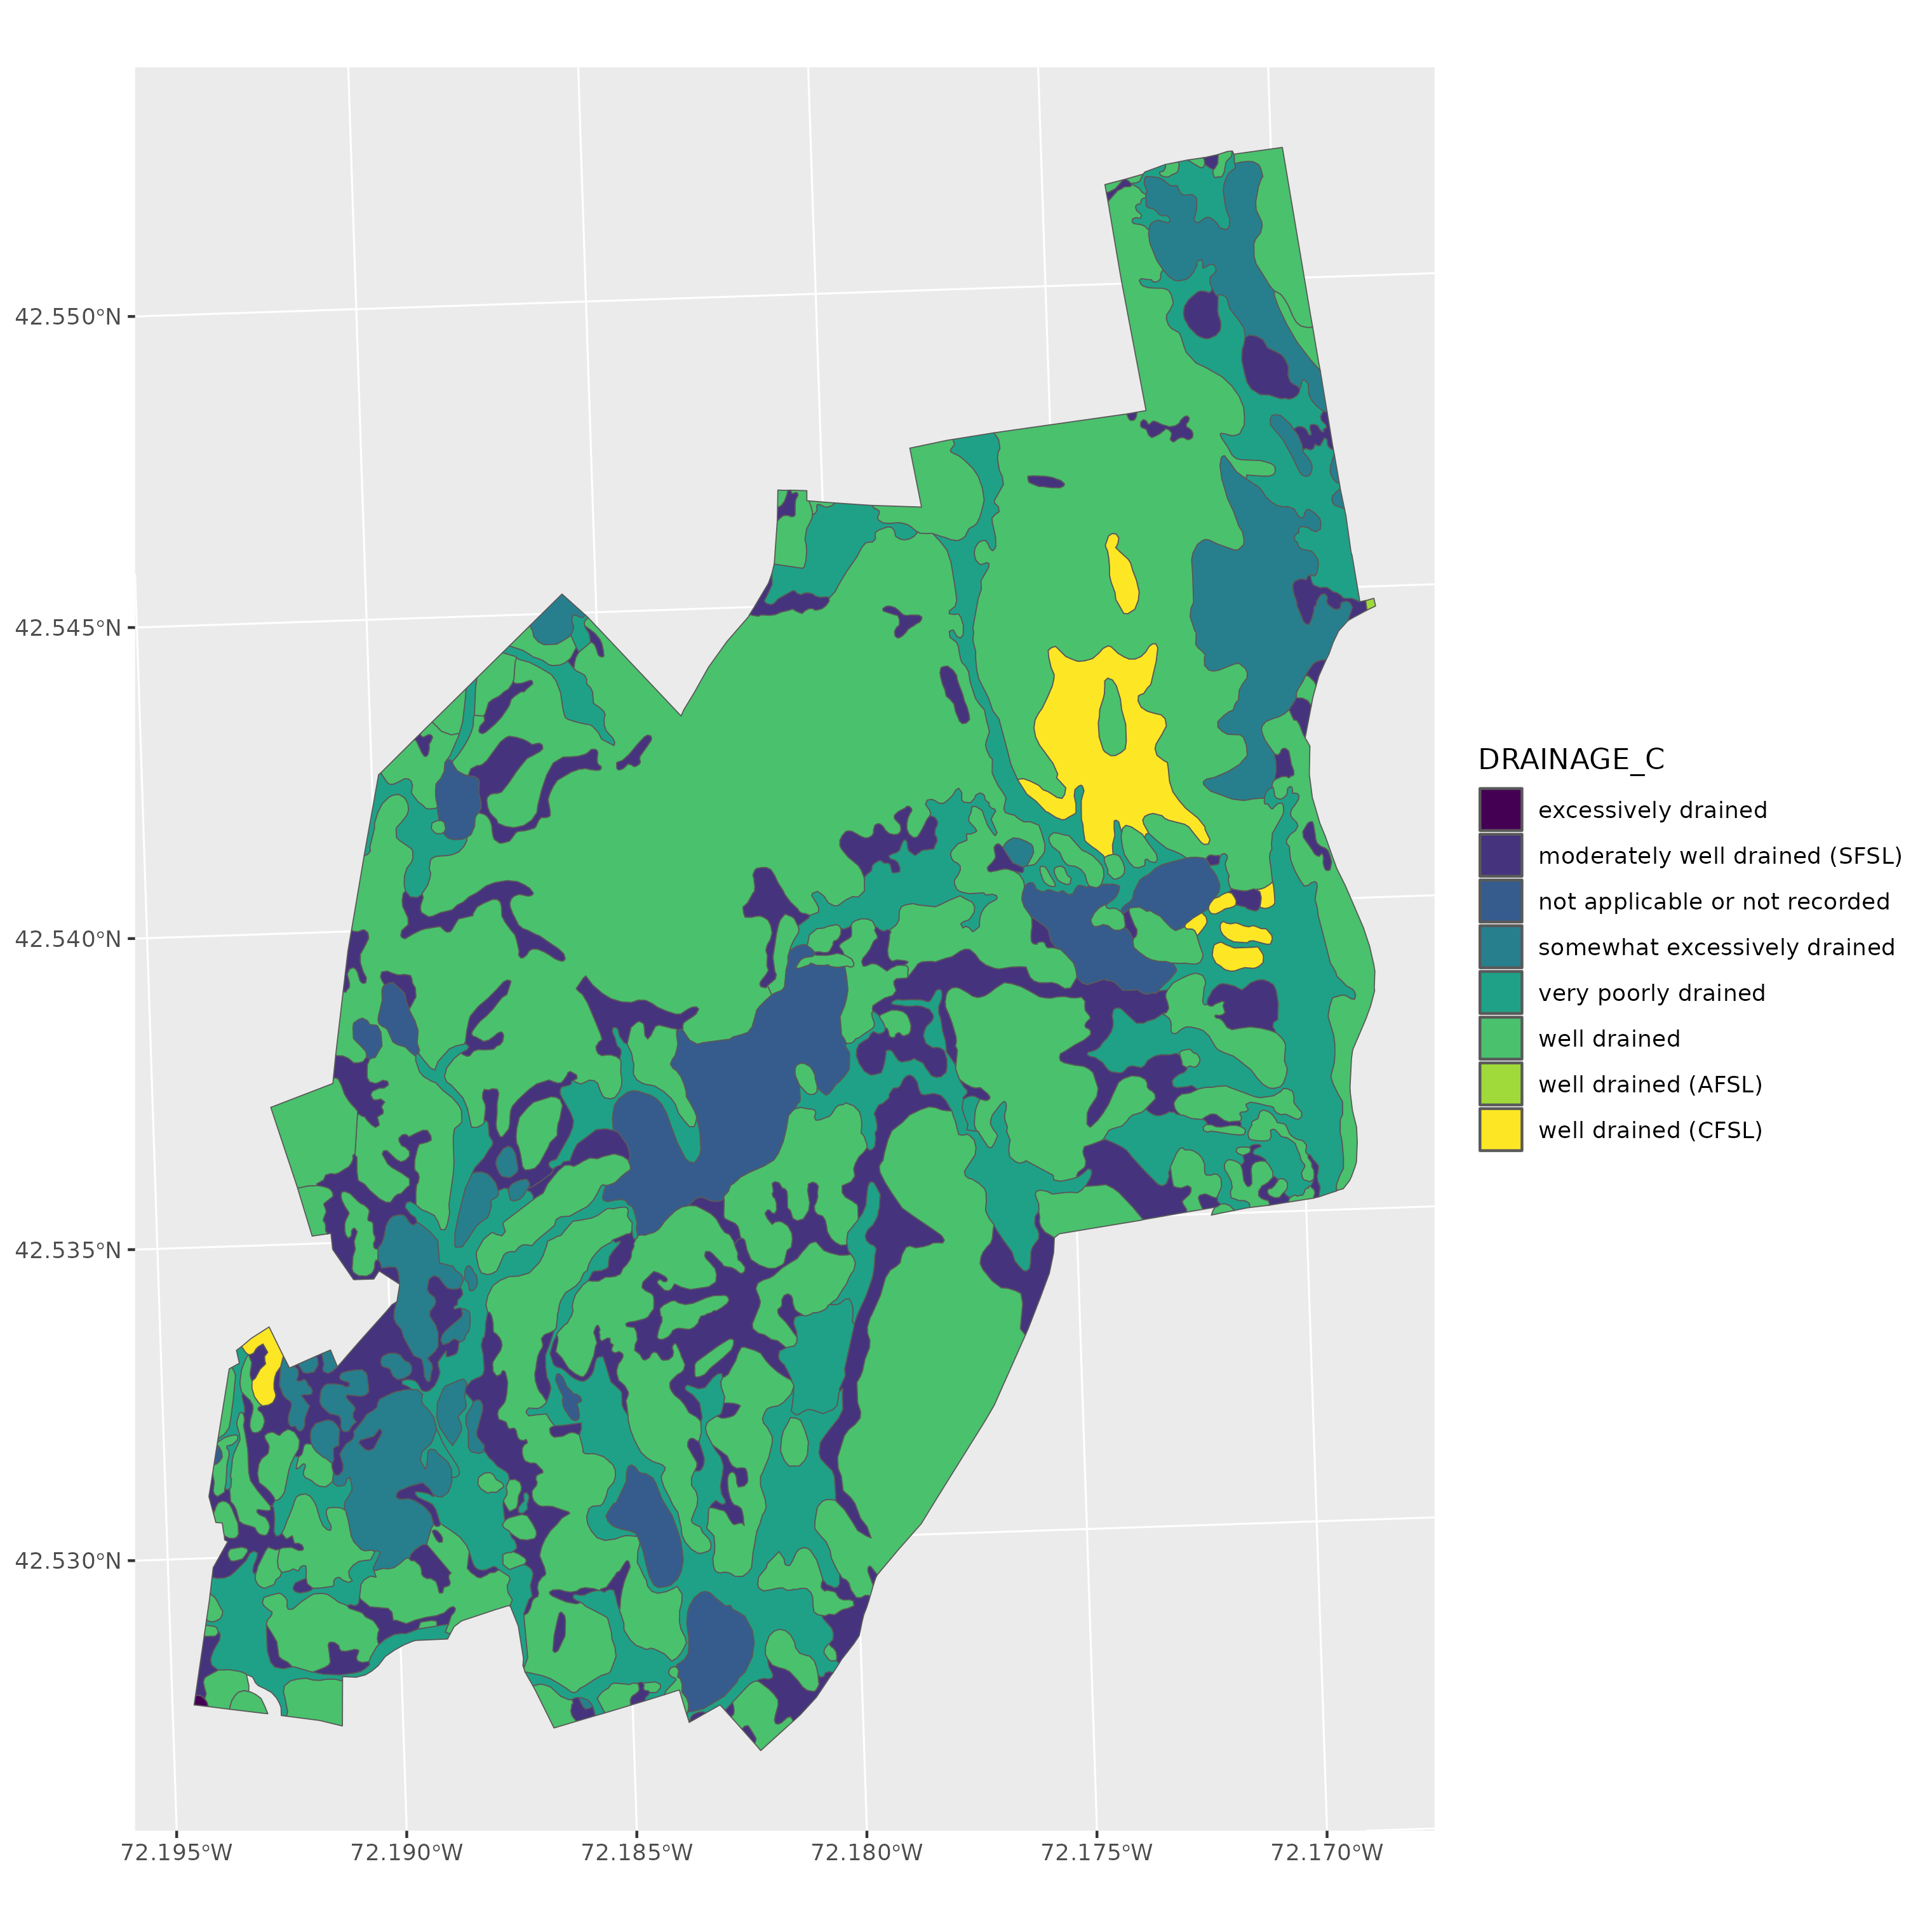 42.550°N
42.545°N
42.540°N
42.535°N
42.530°N
72.195°W
72.190°W
72.185°W
72.180°W
72.175°W
72.170°W
DRAINAGE_C
excessively drained
moderately well drained (SFSL)
not applicable or not recorded
somewhat excessively drained
very poorly drained
well drained
well drained (AFSL)
well drained (CFSL)